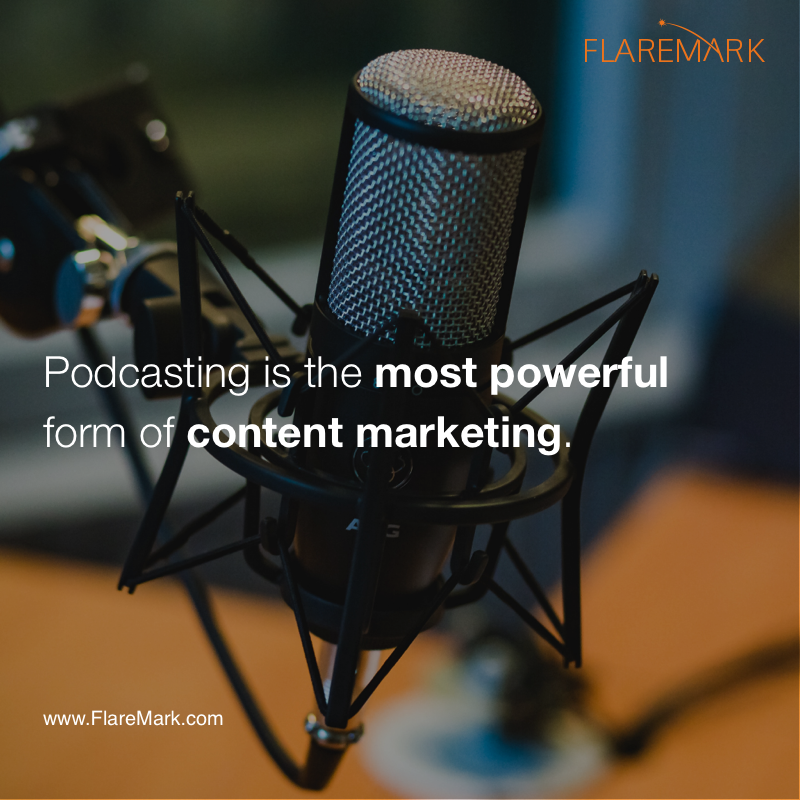 FLAREMARK
Podcasting is the most powerful
form of content marketing.
www.FlareMark.com